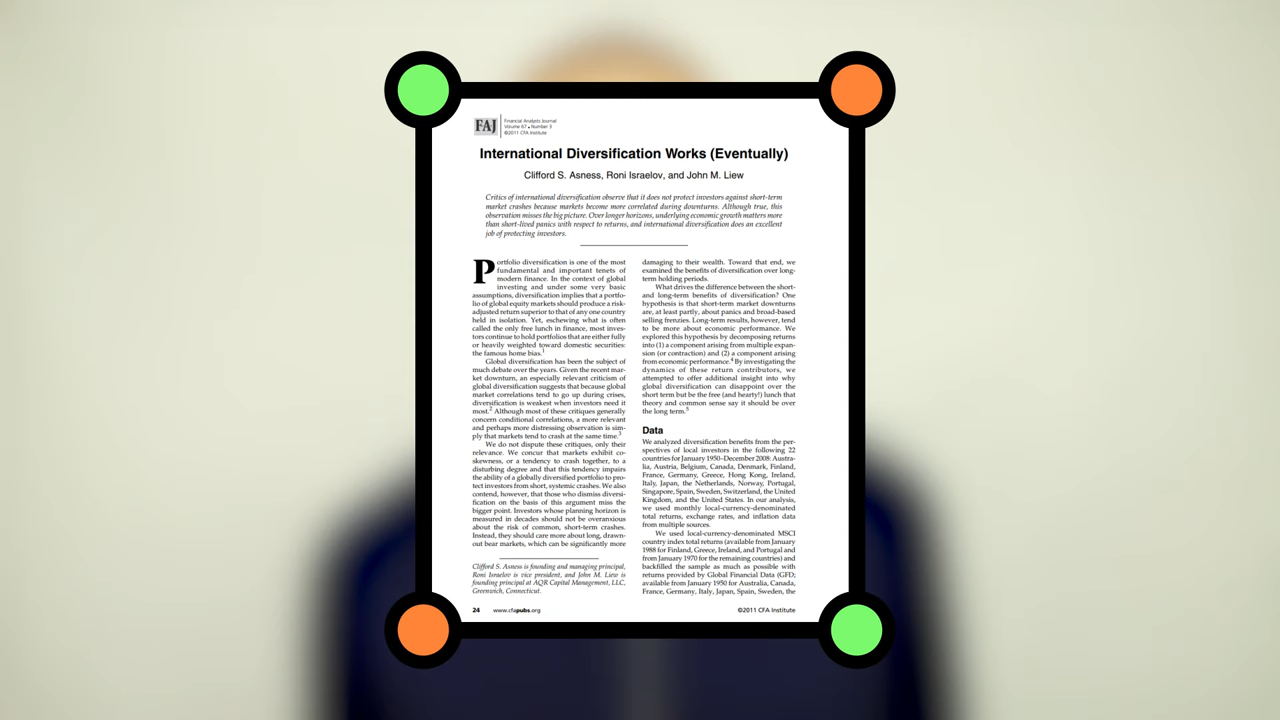 FAJ
Financial Analysts Journal
Volume 67 • Number 3
©2011 CFA Institute
International Diversification Works (Eventually)
Clifford S. Asness, Roni Israelov, and John M. Liew
Critics of international diversification observe that it does not protect investors against short-term
market crashes because markets become more correlated during downturns. Although true, this
observation misses the big picture. Over longer horizons, underlying economic growth matters more
than short-lived panics with respect to returns, and international diversification does an excellent
job of protecting investors.
Portfolio diversification is one of the most
fundamental and important tenets of
modern finance. In the context of global
investing and under some very basic
assumptions, diversification implies that a portfo-
lio of global equity markets should produce a risk-
adjusted return superior to that of any one country
held in isolation. Yet, eschewing what is often
called the only free lunch in finance, most inves-
tors continue to hold portfolios that are either fully
or heavily weighted toward domestic securities:
the famous home bias.1
Global diversification has been the subject of
much debate over the years. Given the recent mar-
ket downturn, an especially relevant criticism of
global diversification suggests that because global
market correlations tend to go up during crises,
diversification is weakest when investors need it
most.2 Although most of these critiques generally
concern conditional correlations, a more relevant
and perhaps more distressing observation is sim-
ply that markets tend to crash at the same time.3
We do not dispute these critiques, only their
relevance. We concur that markets exhibit co-
skewness, or a tendency to crash together, to a
disturbing degree and that this tendency impairs
the ability of a globally diversified portfolio to pro-
tect investors from short, systemic crashes. We also
contend, however, that those who dismiss diversi-
fication on the basis of this argument miss the
bigger point. Investors whose planning horizon is
measured in decades should not be overanxious
about the risk of common, short-term crashes.
Instead, they should care more about long, drawn-
out bear markets, which can be significantly more
Clifford S. Asness is founding and managing principal,
Roni Israelov is vice president, and John M. Liew is
founding principal at AQR Capital Management, LLC,
Greenwich, Connecticut.
damaging to their wealth. Toward that end, we
examined the benefits of diversification over long-
term holding periods.
What drives the difference between the short-
and long-term benefits of diversification? One
hypothesis is that short-term market downturns
are, at least partly, about panics and broad-based
selling frenzies. Long-term results, however, tend
to be more about economic performance. We
explored this hypothesis by decomposing returns
into (1) a component arising from multiple expan-
sion (or contraction) and (2) a component arising
from economic performance.4 By investigating the
dynamics of these return contributors, we
attempted to offer additional insight into why
global diversification can disappoint over the
short term but be the free (and hearty!) lunch that
theory and common sense say it should be over
the long term.5
Data
We analyzed diversification benefits from the per-
spectives of local investors in the following 22
countries for January 1950–December 2008: Austra-
lia, Austria, Belgium, Canada, Denmark, Finland,
France, Germany, Greece, Hong Kong, Ireland,
Italy, Japan, the Netherlands, Norway, Portugal,
Singapore, Spain, Sweden, Switzerland, the United
Kingdom, and the United States. In our analysis,
we used monthly local-currency-denominated
total returns, exchange rates, and inflation data
from multiple sources.
We used local-currency-denominated MSCI
country index total returns (available from January
1988 for Finland, Greece, Ireland, and Portugal and
from January 1970 for the remaining countries) and
backfilled the sample as much as possible with
returns provided by Global Financial Data (GFD;
available from January 1950 for Australia, Canada,
France, Germany, Italy, Japan, Spain, Sweden, the
24 www.cfapubs.org
©2011 CFA Institute